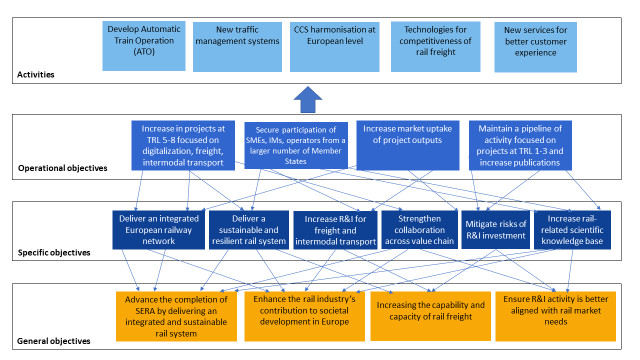 Develop Automatic
Train Operation
(ATO)
New traffic
management systems
CCS harmonisation at
European level
Technologies for
competitiveness of
rail freight
New services for
better customer
experience
Activities
Increase in projects at
TRL 5-8 focused on
digitalization, freight,
intermodal transport
Secure participation of
SMEs, IMs, operators from a
larger number of Member
States
Increase market uptake
of project outputs
Maintain a pipeline of
activity focused on
projects at TRL 1-3 and
increase publications
Operational objectives
Deliver an integrated
European railway
network
Deliver a
sustainable and
resilient rail system
Increase R&I for
freight and
intermodal transport
Strengthen
collaboration
across value chain
Mitigate risks of
R&I investment
Increase rail-
related scientific
knowledge base
Specific objectives
Advance the completion of
SERA by delivering an
integrated and sustainable
rail system
Enhance the rail industry's
contribution to societal
development in Europe
Increasing the capability and
capacity of rail freight
Ensure R&I activity is better
aligned with rail market
needs
General objectives